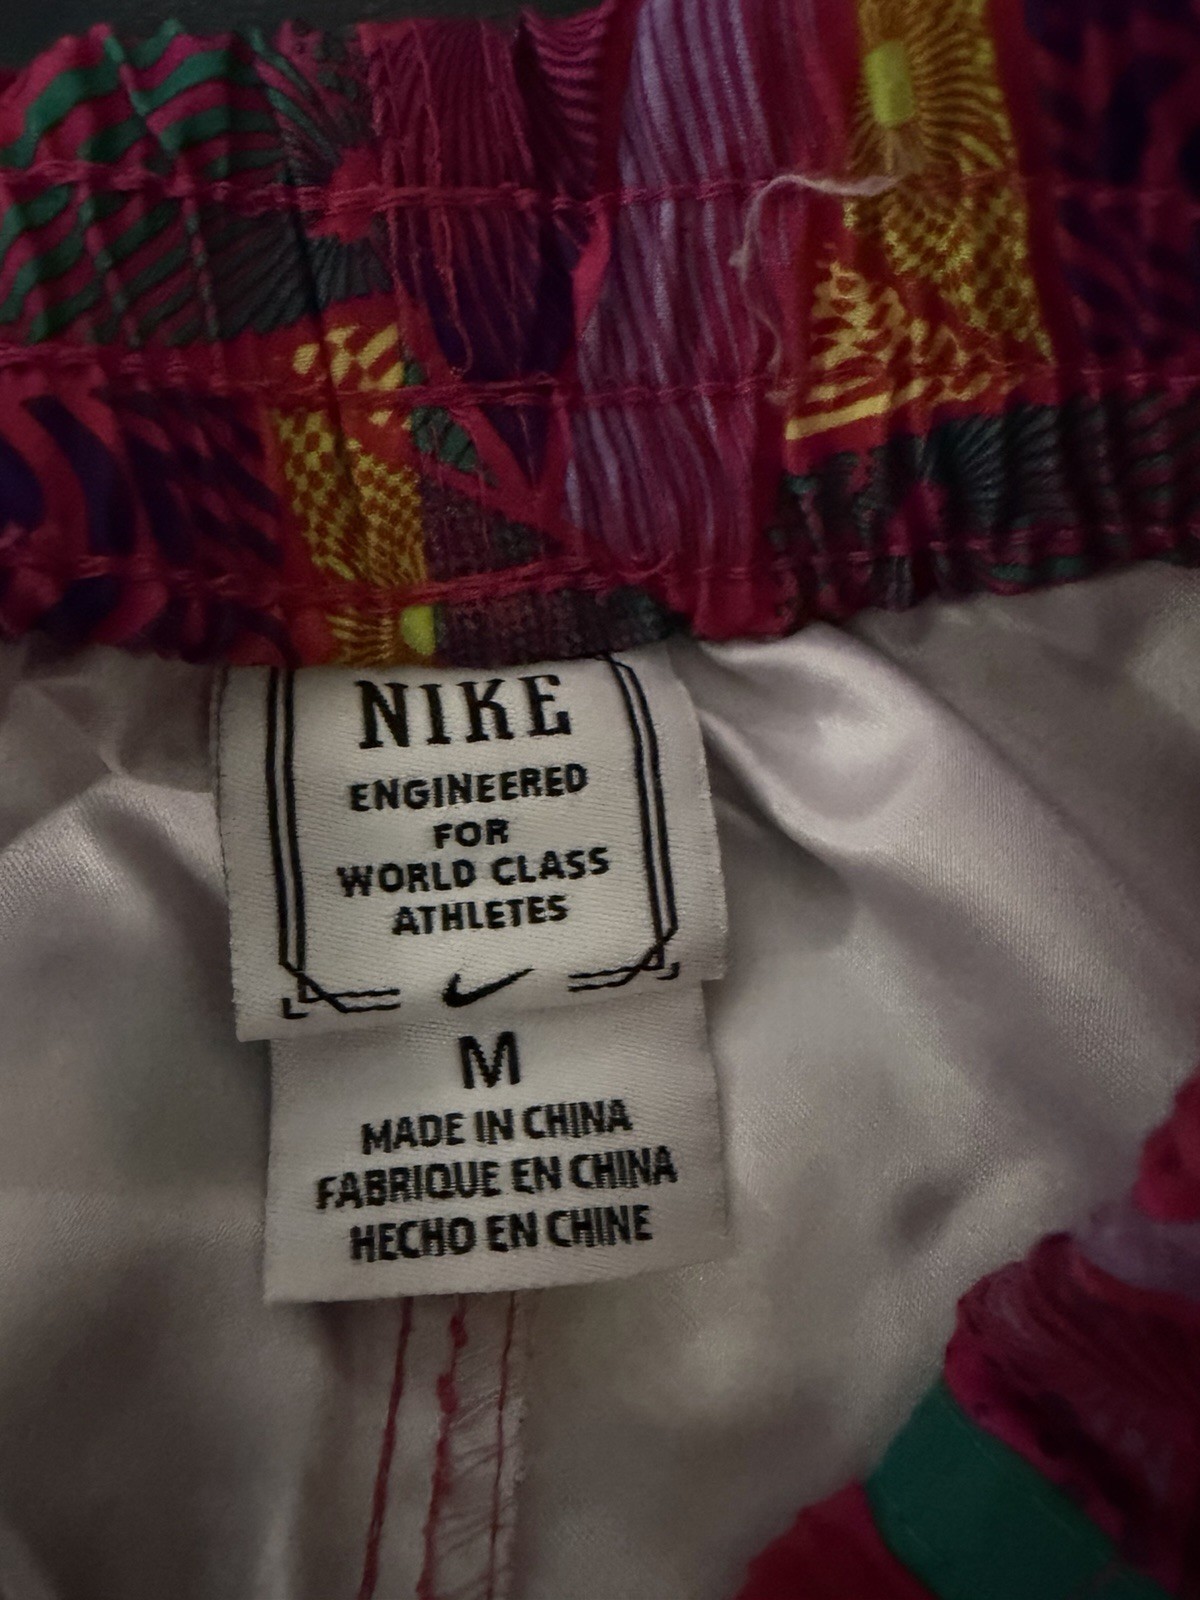 NIKE
ENGINEERED
FOR
WORLD CLASS
ATHLETES
M
MADE IN CHINA
FABRIQUE EN CHINA
HECHO EN CHINE